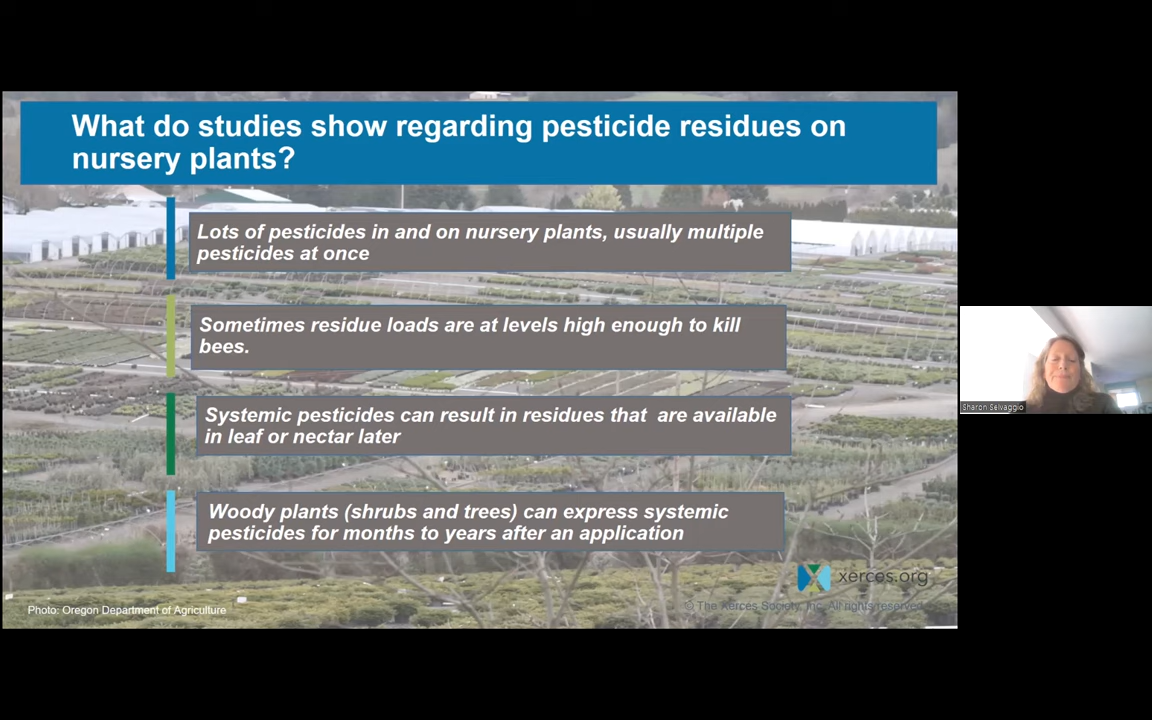 What do studies show regarding pesticide residues on
nursery plants?
Lots of pesticides in and on nursery plants, usually multiple
pesticides at once
Sometimes residue loads are at levels high enough to kill
bees.
Systemic pesticides can result in residues that  are available
in leaf or nectar later
Woody plants (shrubs and trees) can express systemic
pesticides for months to years after an application
xerces.org
Photo: Oregon Department of Agriculture
© The Xerces Society, Inc. All rights reserved
Sharon Selvaggio